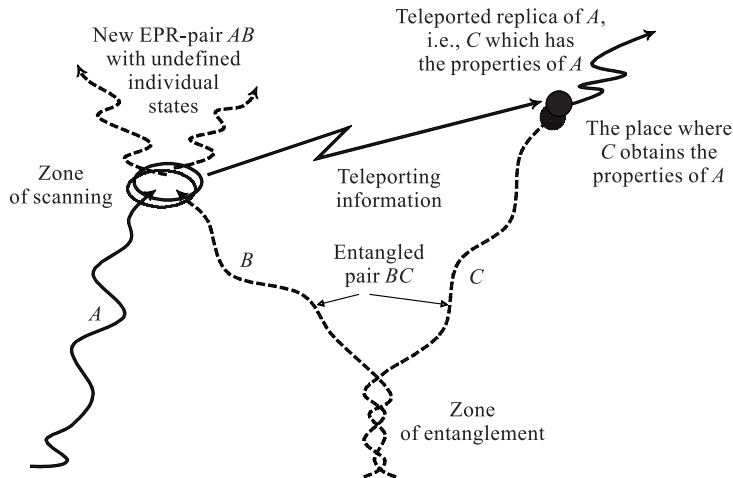 New EPR-pair AB
with undefined
individual
states
Teleported replica of A,
i.e., C which has
the properties of A
The place where
C obtains the
properties of A
Zone
of scanning
Teleporting
information
Entangled
pair BC
B
C
A
Zone
of entanglement